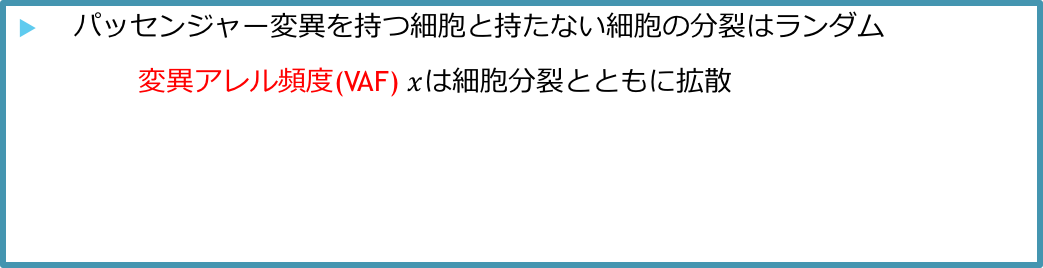 パッセンジャー変異を持つ細胞と持たない細胞の分裂はランダム
変異アレル頻度(VAF) xは細胞分裂とともに拡散